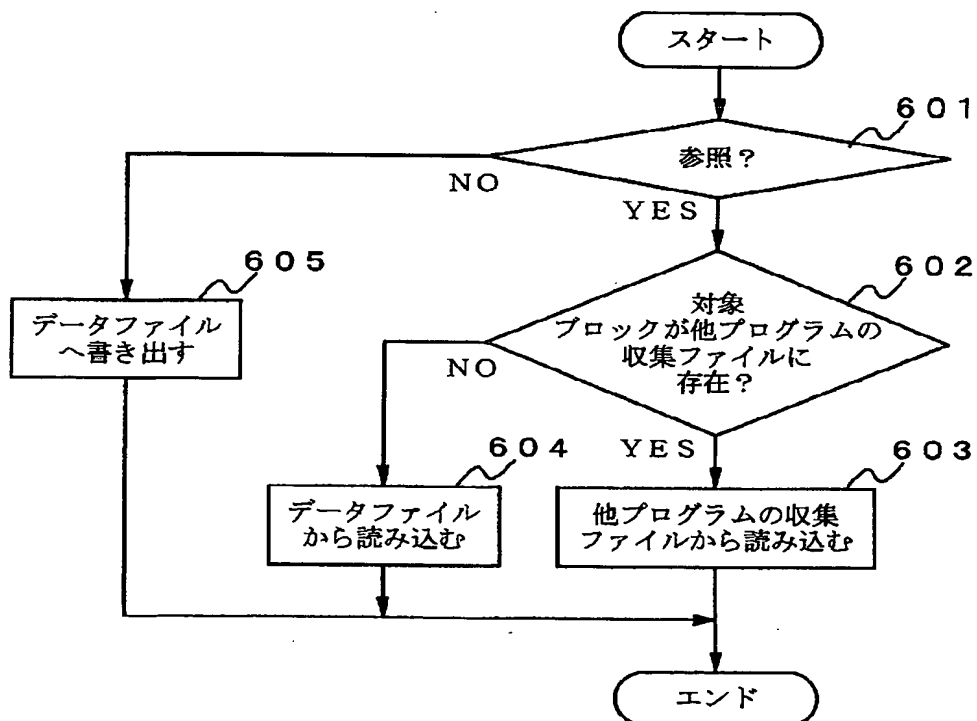 スタート
601
参照?
NO
YES
605
データファイル
へ書き出す
602
対象
ブロックが他プログラムの
収集ファイルに
存在?
NO
YES
604
データファイル
から読み込む
603
他プログラムの収集
ファイルから読み込む
エンド